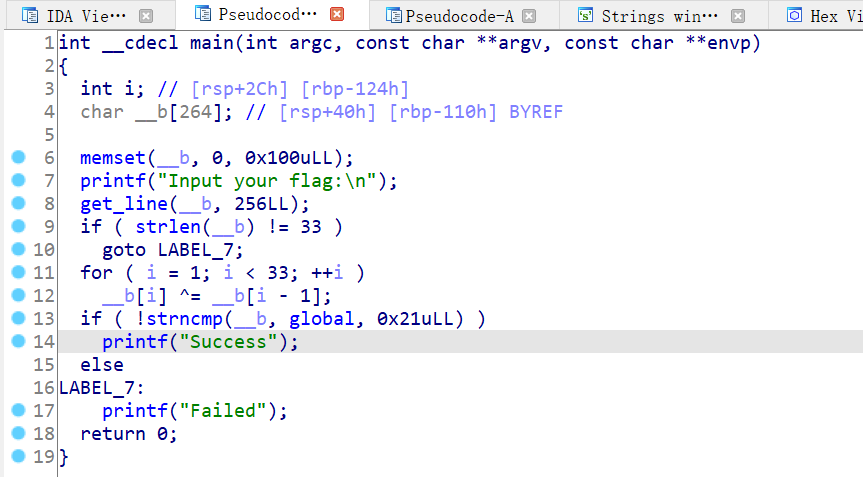 IDA Vie··· Pseudocod··· Pseudocode-A Strings win··· Hex Vi
1 int __cdecl main(int argc, const char **argv, const char **envp)
2 {
3   int i; // [rsp+2Ch] [rbp-124h]
4   char __b[264]; // [rsp+40h] [rbp-110h] BYREF
5
6   memset(__b, 0, 0x100uLL);
7   printf("Input your flag:\n");
8   get_line(__b, 256LL);
9   if ( strlen(__b) != 33 )
10     goto LABEL_7;
11   for ( i = 1; i < 33; ++i )
12     __b[i] ^= __b[i - 1];
13   if ( !strncmp(__b, global, 0x21uLL) )
14     printf("Success");
15   else
16 LABEL_7:
17     printf("Failed");
18   return 0;
19 }